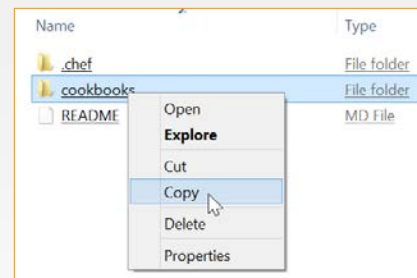 Name Type
.chef File folder
cookbooks File folder
README MD File
Open
Explore
Cut
Copy
Delete
Properties